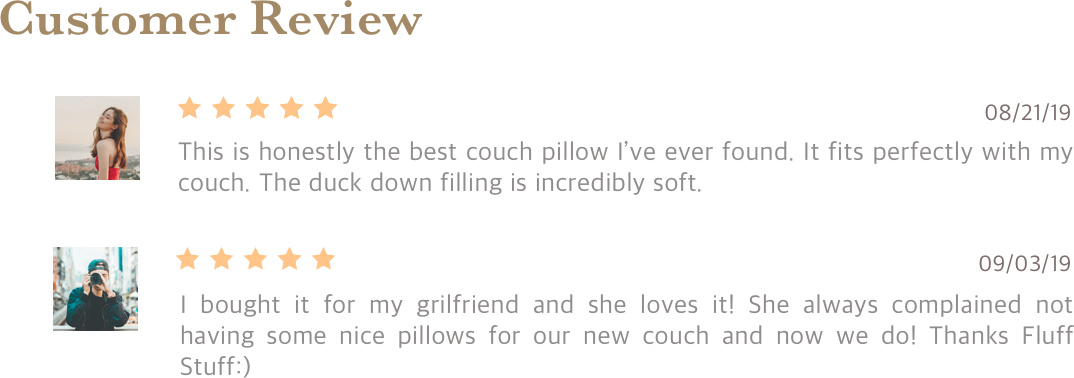 Customer Review
08/21/19
This is honestly the best couch pillow I’ve ever found. It fits perfectly with my
couch. The duck down filling is incredibly soft.
09/03/19
I bought it for my grilfriend and she loves it! She always complained not
having some nice pillows for our new couch and now we do! Thanks Fluff
Stuff:)